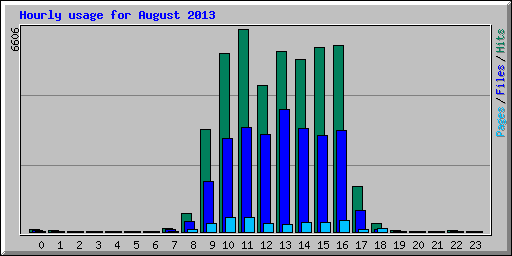 Hourly usage for August 2013
6606
Pages/Files/Hits
0 1 2 3 4 5 6 7 8 9 10 11 12 13 14 15 16 17 18 19 20 21 22 23